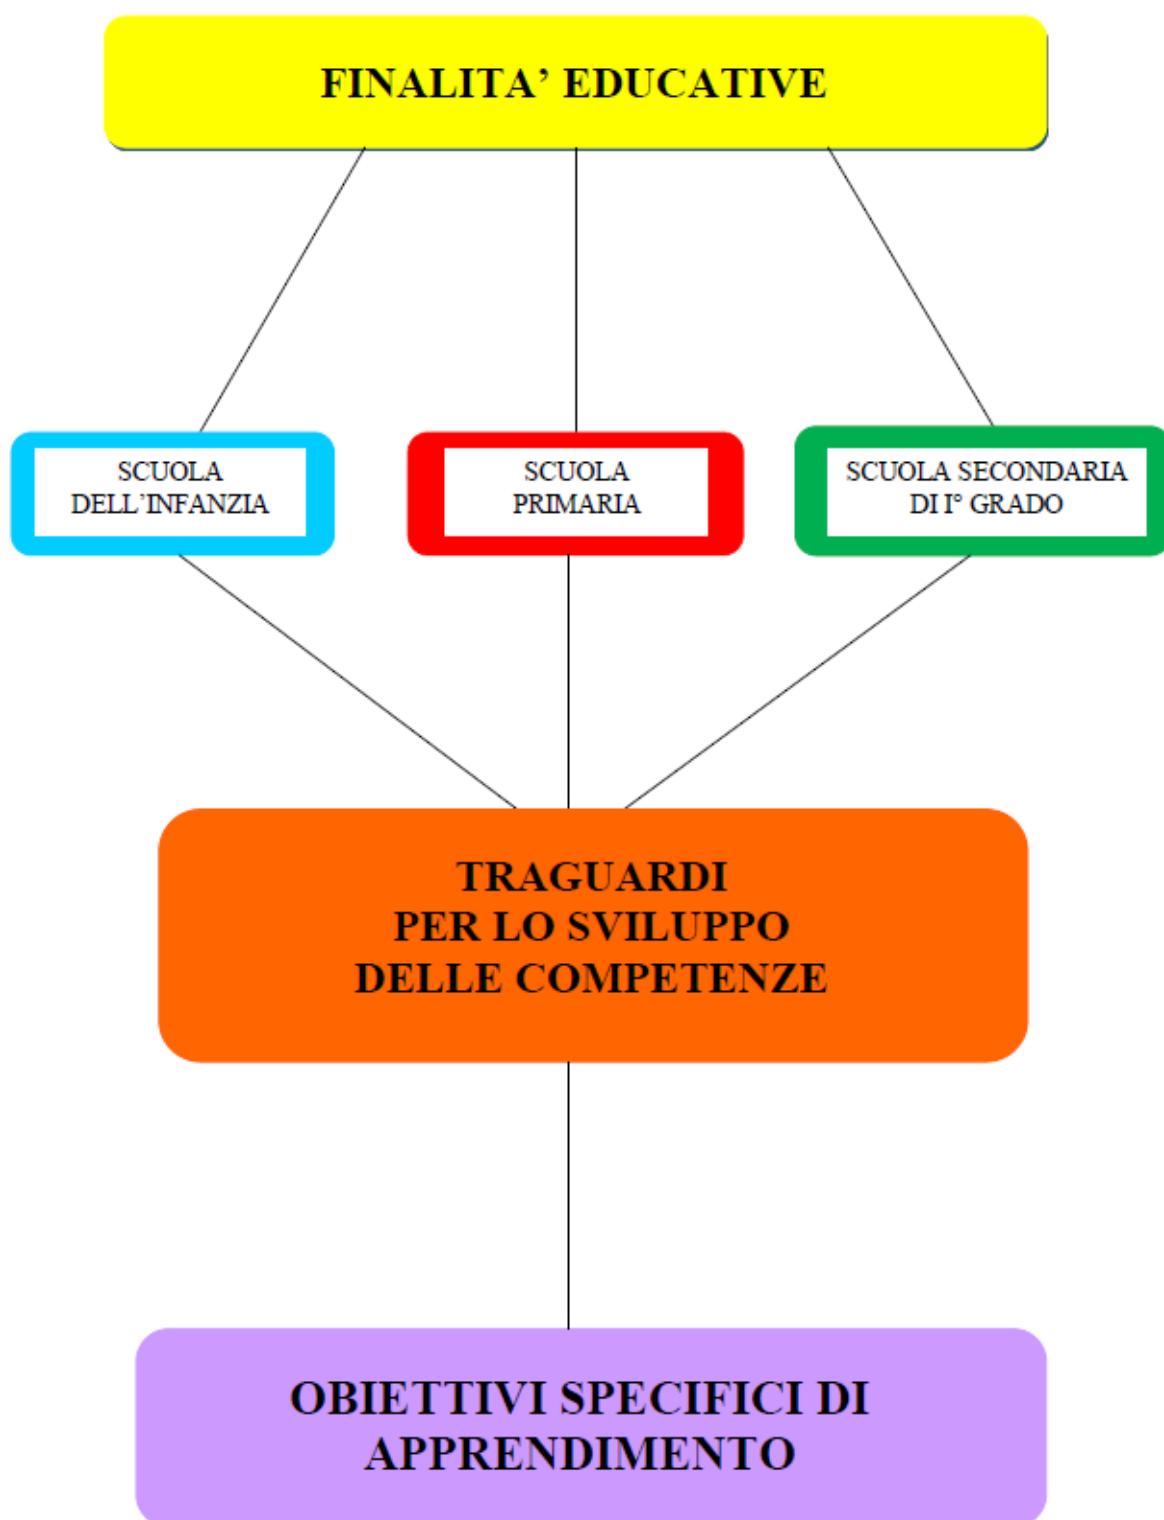 FINALITA’ EDUCATIVE
SCUOLA
DELL’INFANZIA
SCUOLA
PRIMARIA
SCUOLA SECONDARIA
DI I° GRADO
TRAGUARDI
PER LO SVILUPPO
DELLE COMPETENZE
OBIETTIVI SPECIFICI DI
APPRENDIMENTO